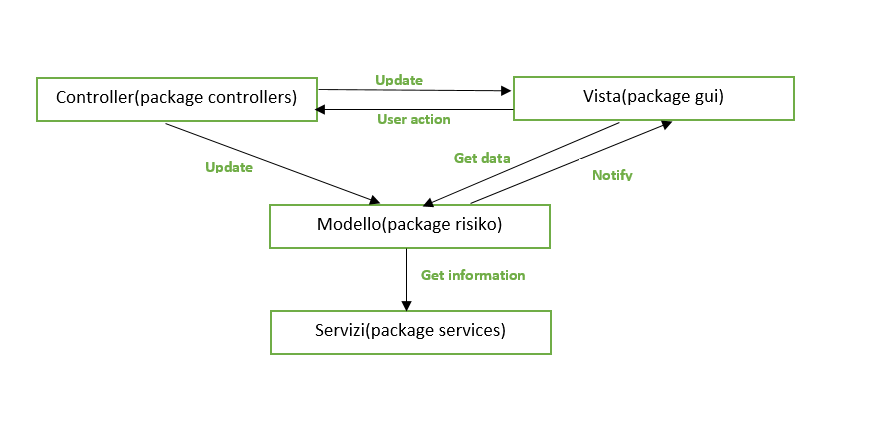 Update
Controller(package controllers)
Vista(package gui)
User action
Get data
Update
Notify
Modello(package risiko)
Get information
Servizi(package services)